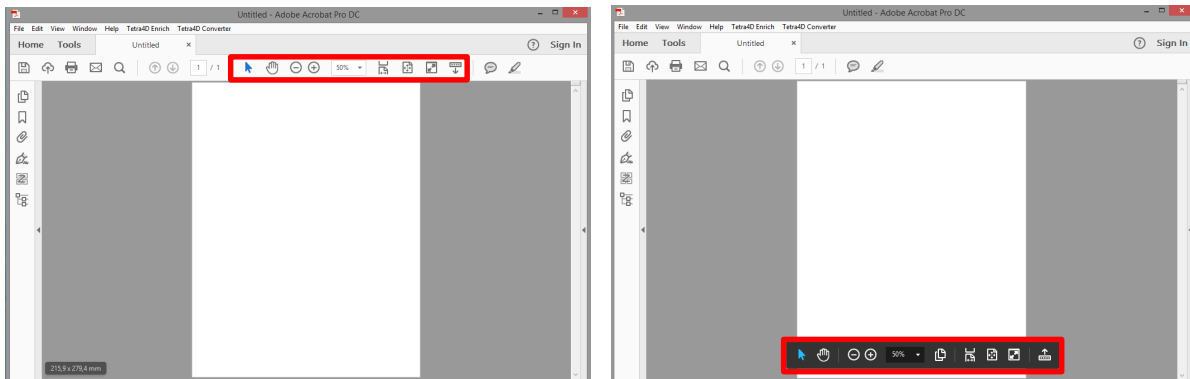 Untitled - Adobe Acrobat Pro DC
File Edit View Window Help Tetra4D Enrich Tetra4D Converter
Home Tools Untitled × ? Sign In
1 / 1 50%
215,9 x 279,4 mm
Untitled - Adobe Acrobat Pro DC
File Edit View Window Help Tetra4D Enrich Tetra4D Converter
Home Tools Untitled × ? Sign In
1 / 1
50%